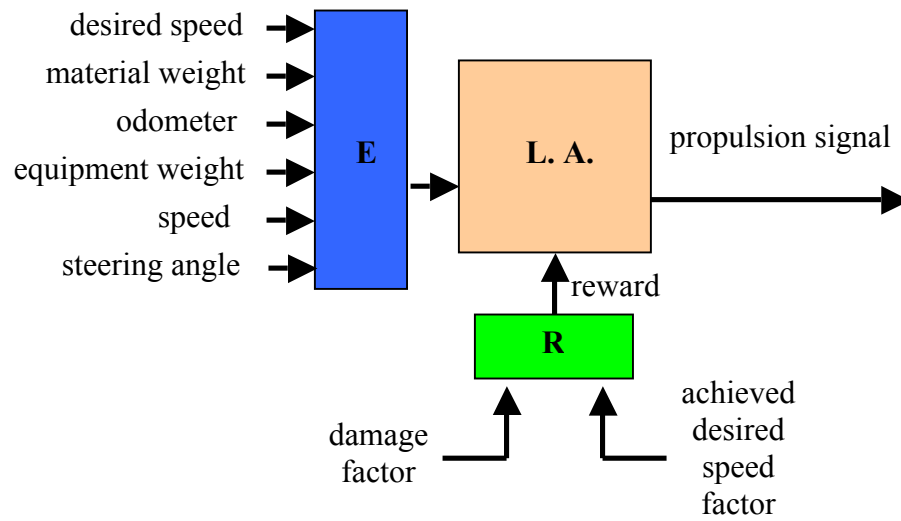 desired speed
material weight
odometer
equipment weight
speed
steering angle
E
L. A.
propulsion signal
reward
R
damage
factor
achieved
desired
speed
factor